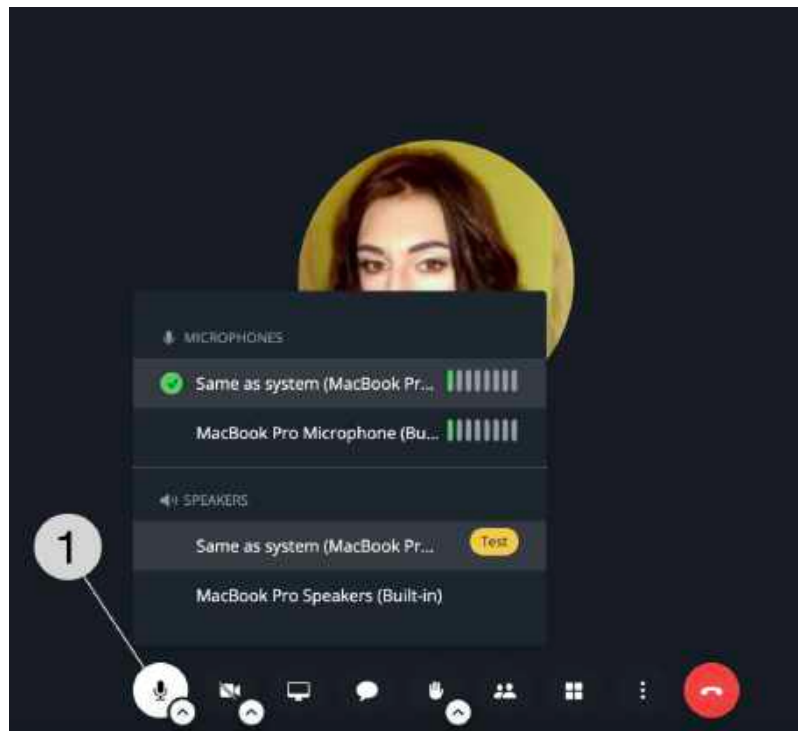 MICROPHONES
Same as system (MacBook Pr...
MacBook Pro Microphone (Bu...
SPEAKERS
Same as system (MacBook Pr...
Test
MacBook Pro Speakers (Built-in)
1